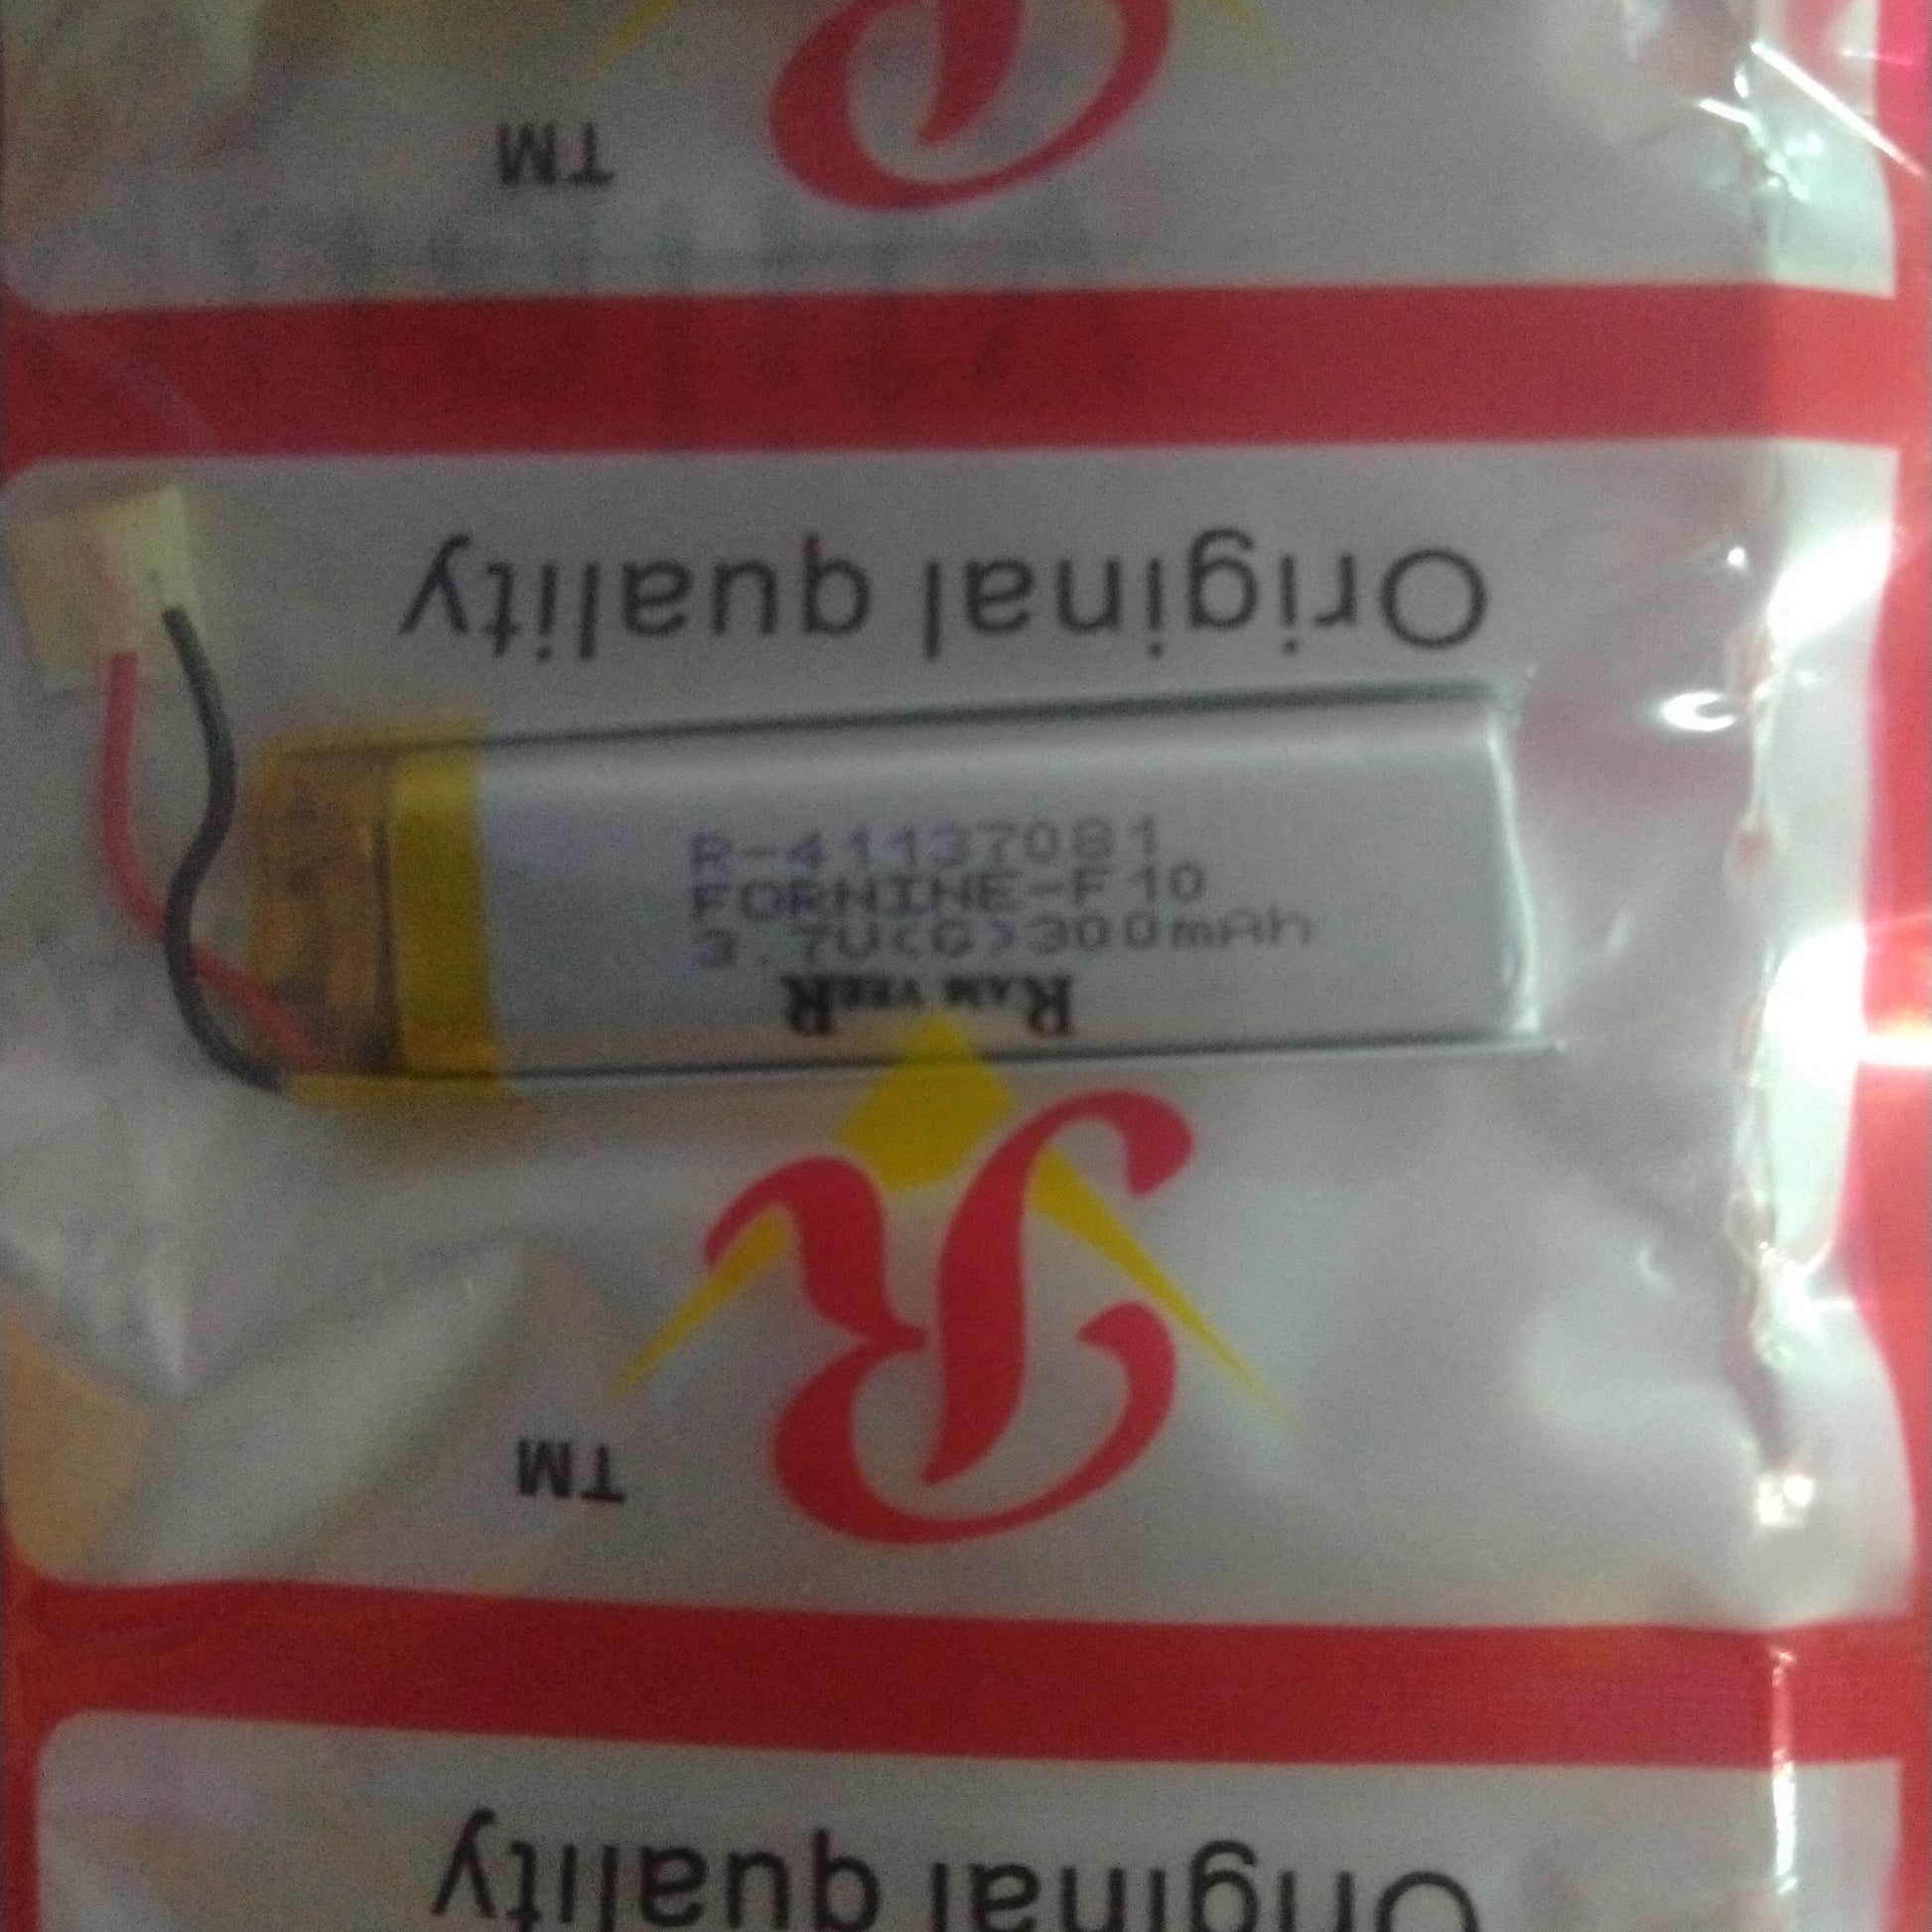 TM
Original quality
R-41137081
FORNINE-F10
3.7V(G)300mAh
RAM VEER
R
TM
Original quality